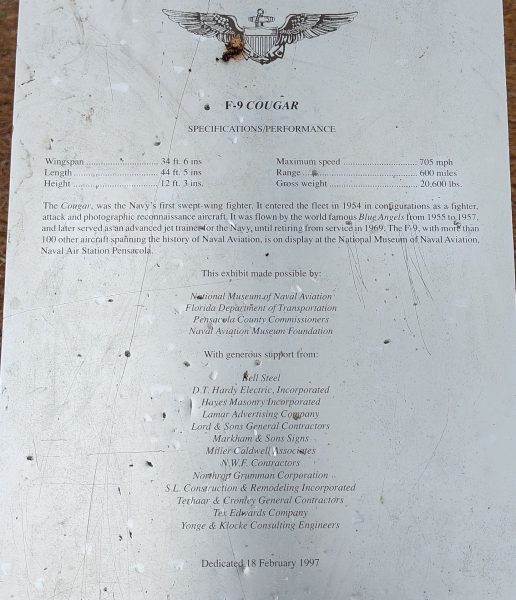 F-9 COUGAR
SPECIFICATIONS/PERFORMANCE
Wingspan ............................ 34 ft. 6 ins
Length ................................ 44 ft. 5 ins
Height ................................ 12 ft. 3 ins.
Maximum speed ............................ 705 mph
Range ............................................ 600 miles
Gross weight ................................ 20,600 lbs.
The Cougar, was the Navy's first swept-wing fighter. It entered the fleet in 1954 in configurations as a fighter,
attack and photographic reconnaissance aircraft. It was flown by the world famous Blue Angels from 1955 to 1957,
and later served as an advanced jet trainer for the Navy, until retiring from service in 1969. The F-9, with more than
100 other aircraft spanning the history of Naval Aviation, is on display at the National Museum of Naval Aviation,
Naval Air Station Pensacola.
This exhibit made possible by:
National Museum of Naval Aviation
Florida Department of Transportation
Pensacola County Commissioners
Naval Aviation Museum Foundation
With generous support from:
Bell Steel
D.T. Hardy Electric, Incorporated
Hayes Masonry Incorporated
Lamar Advertising Company
Lord & Sons General Contractors
Markham & Sons Signs
Miller Caldwell Associates
N.W.F. Contractors
Northrop Grumman Corporation
S.L. Construction & Remodeling Incorporated
Tethaar & Cronley General Contractors
Tex Edwards Company
Yonge & Klocke Consulting Engineers
Dedicated 18 February 1997